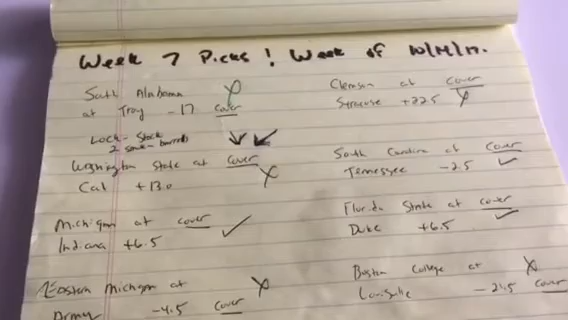 Week 7 Picks! Week of 10/14/17.
South Alabama X
at Troy -17 cover
Lock-Stock
2 smok-barrels
Washington State at cover
Cal +13.0 X
Michigan at cover
Indiana +6.5 ✓
Eastern Michigan at X
Army -4.5 cover
Clemson at cover
Syracuse +22.5 X
South Carolina at cover
Tennessee -2.5 ✓
Florida State at cover
Duke +6.5 ✓
Boston College at X
Louisville -21.5 cover